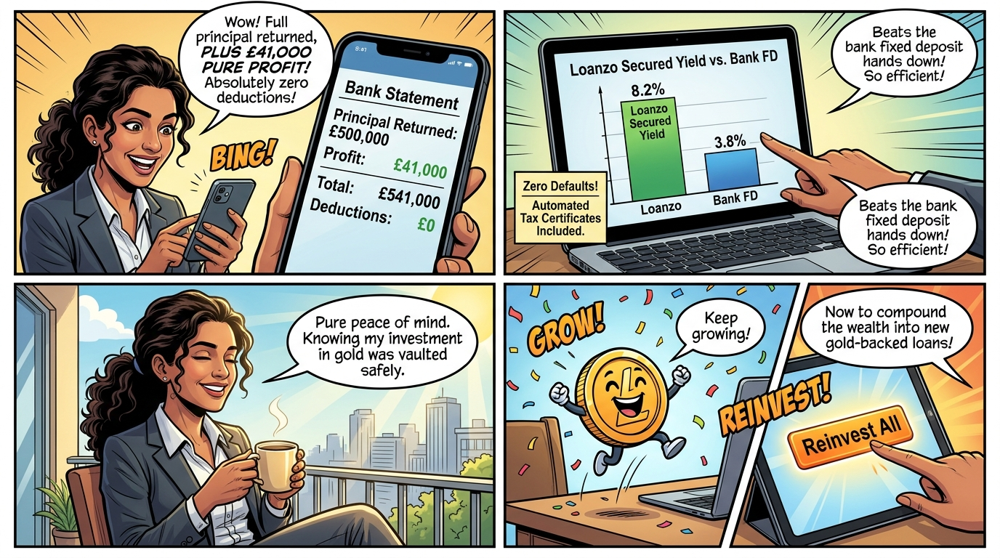 Wow! Full
principal returned,
PLUS £41,000
PURE PROFIT!
Absolutely zero
deductions!
BING!
8:41
Bank Statement
Principal Returned:
£500,000
Profit: £41,000
Total: £541,000
Deductions: £0
Beats the
bank fixed deposit
hands down!
So efficient!
Loanzo Secured Yield vs. Bank FD
8.2%
Loanzo
Secured
Yield
3.8%
Loanzo
Bank FD
Zero Defaults!
Automated
Tax Certificates
Included.
Beats the bank
fixed deposit
hands down!
So efficient!
Pure peace of mind.
Knowing my investment
in gold was vaulted
safely.
GROW!
Keep
growing!
L
Now to compound
the wealth into new
gold-backed loans!
REINVEST!
Reinvest All